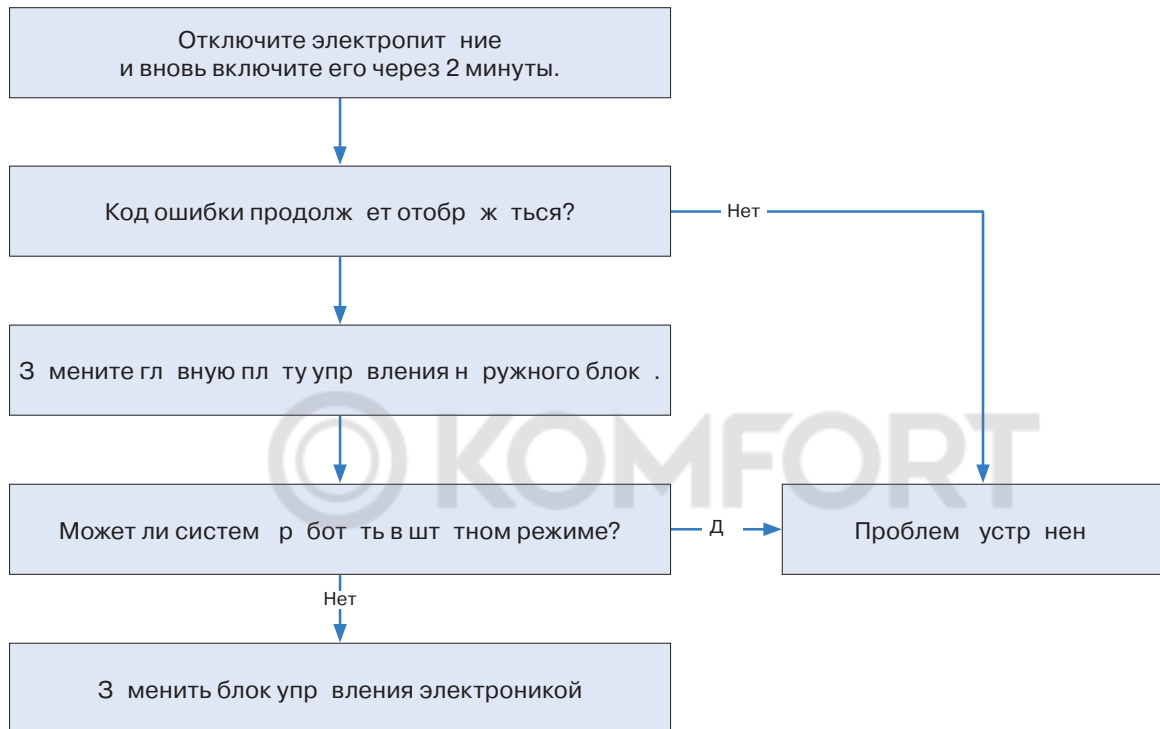 Отключите электропит ние
и вновь включите его через 2 минуты.
Код ошибки продолж ет отобр ж ться?
Нет
З мените гл вную пл ту упр вления н ружного блок .
KOMFORT
Может ли систем р бот ть в шт тном режиме?
Д
Проблем устр нен
Нет
З менить блок упр вления электроникой